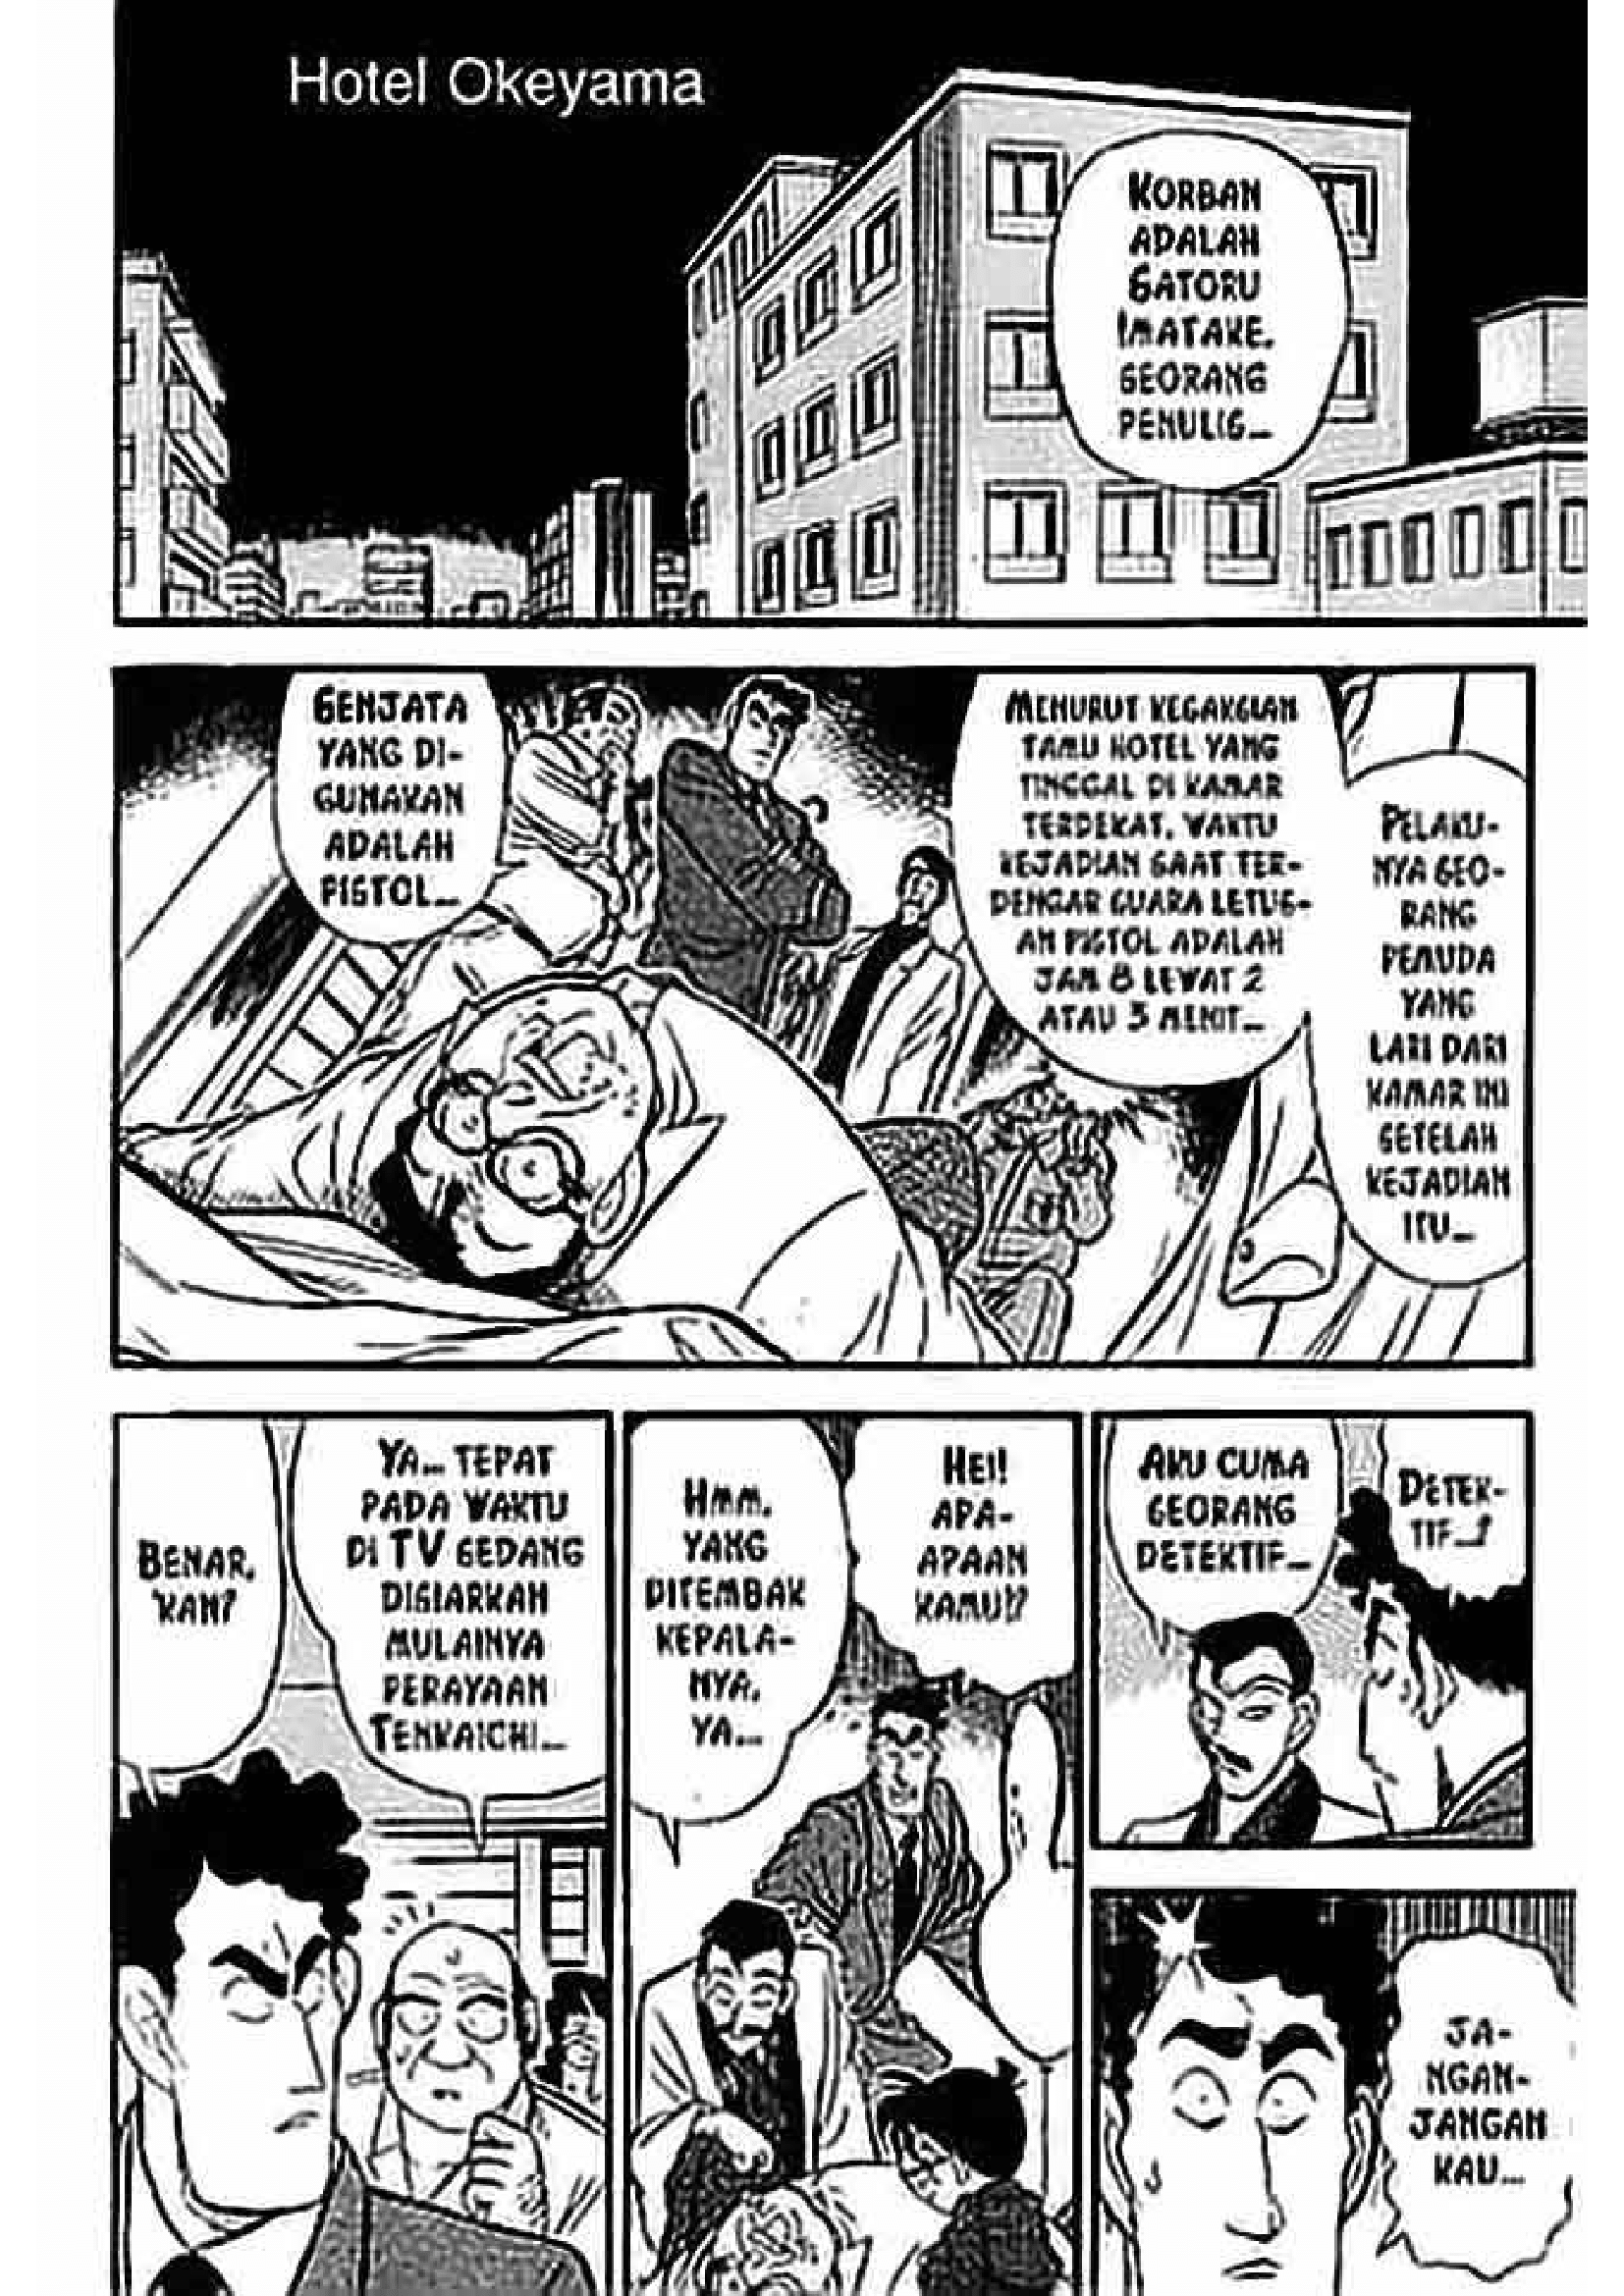 Hotel Okeyama
KORBAN
ADALAH
SATORU
IMATAKE.
SEORANG
PENULIS...
PELAKU-
NYA SEO-
RANG
PEMUDA
YANG
LARI DARI
KAMAR INI
SETELAH
KEJADIAN
ITU...
MENURUT KESAKSIAN
TAMU HOTEL YANG
TINGGAL DI KAMAR
TERDEKAT, WAKTU
KEJADIAN SAAT TER-
DENGAR SUARA LETUS-
AN PISTOL ADALAH
JAM 8 LEWAT 2
ATAU 3 MENIT...
SENJATA
YANG DI-
GUNAKAN
ADALAH
PISTOL...
YA... TEPAT
PADA WAKTU
DI TV SEDANG
DISIARKAN
MULAINYA
PERAYAAN
TENKAICHI...
BENAR,
'KAN?
HEI!
APA-
APAAN
KAMU!?
HMM,
YANG
DITEMBAK
KEPALA-
NYA,
YA...
DETEK-
TIF...?
AKU CUMA
SEORANG
DETEKTIF...
JA-
NGAN-
JANGAN
KAU...